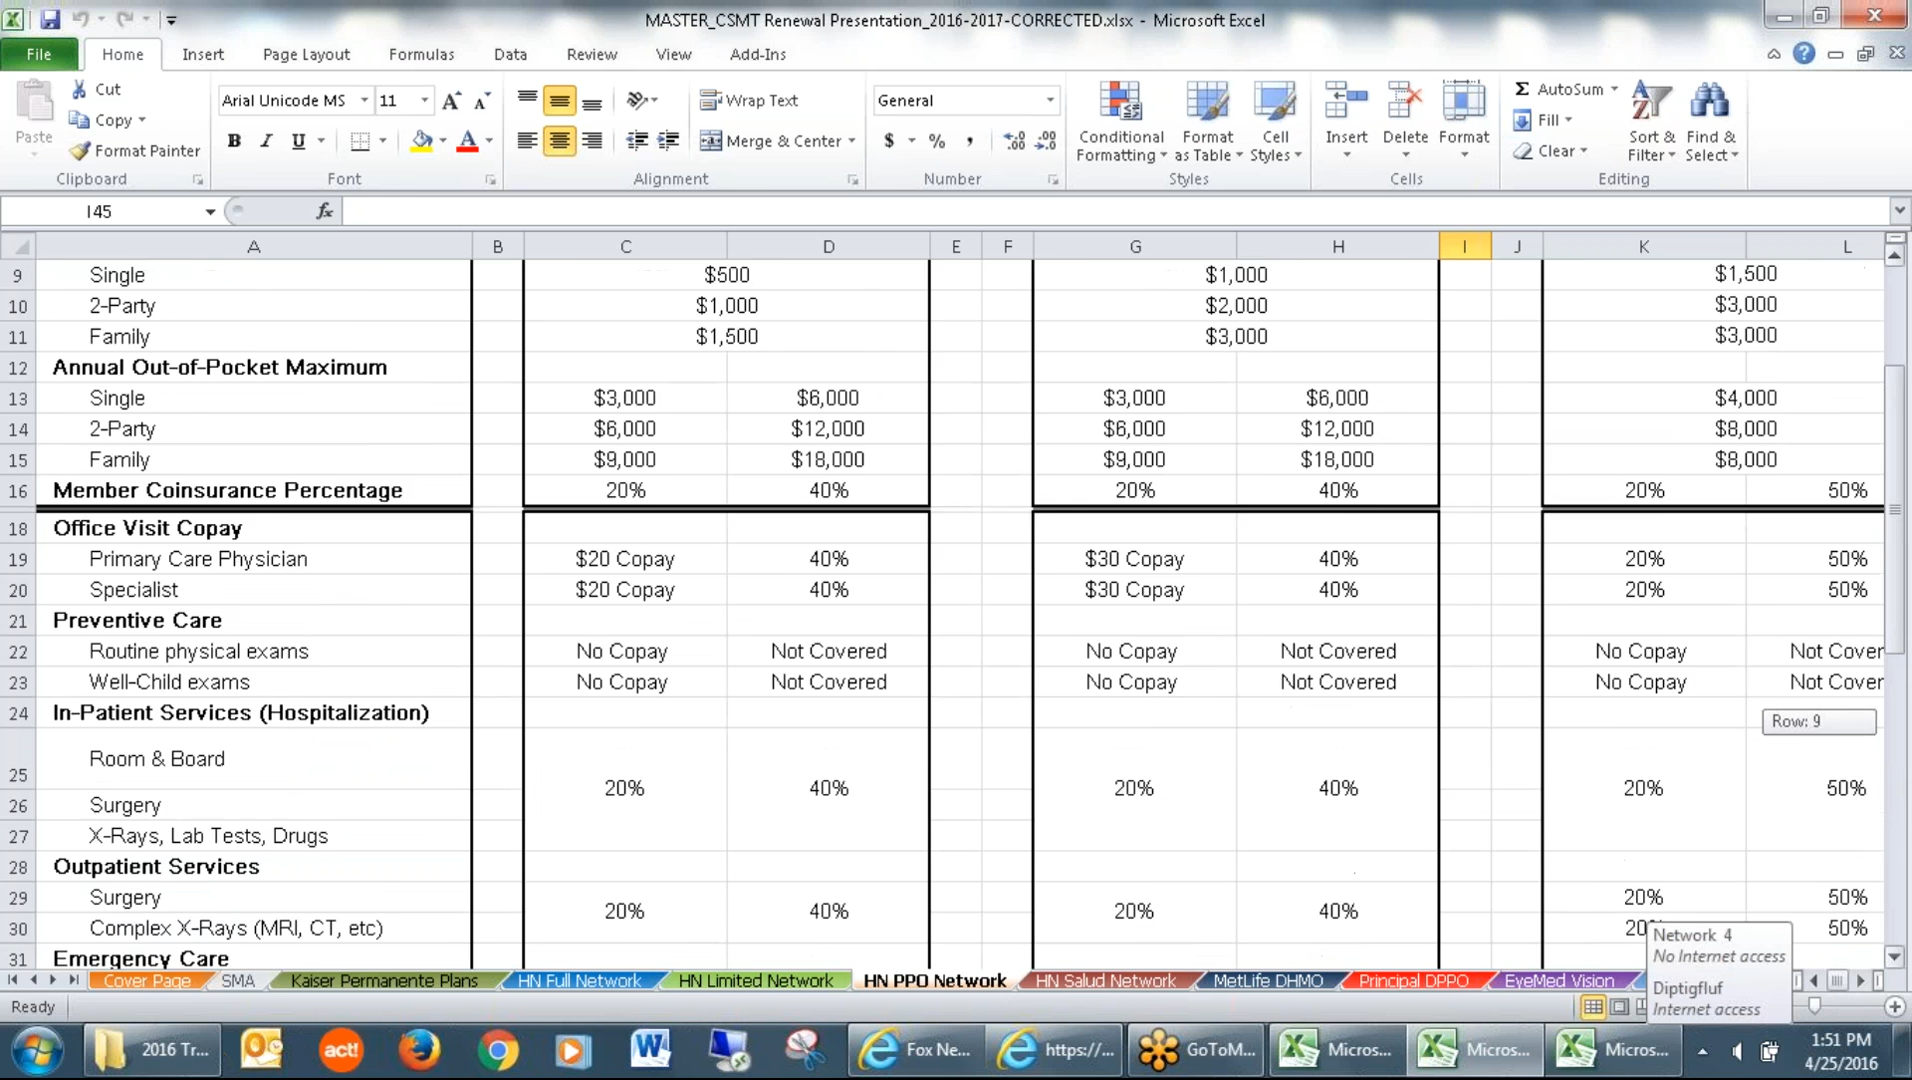 MASTER_CSMT Renewal Presentation_2016-2017-CORRECTED.xlsx - Microsoft Excel
File Home Insert Page Layout Formulas Data Review View Add-Ins
Paste Cut Copy Format Painter Clipboard
Arial Unicode MS 11 B I U Font
Wrap Text Merge & Center Alignment
General $ % , Number
Conditional Formatting Format as Table Cell Styles Styles
Insert Delete Format Cells
AutoSum Fill Clear Sort & Filter Find & Select Editing
I45 fx
A B C D E F G H I J K L
9 Single $500 $1,000 $1,500
10 2-Party $1,000 $2,000 $3,000
11 Family $1,500 $3,000 $3,000
12 Annual Out-of-Pocket Maximum
13 Single $3,000 $6,000 $3,000 $6,000 $4,000
14 2-Party $6,000 $12,000 $6,000 $12,000 $8,000
15 Family $9,000 $18,000 $9,000 $18,000 $8,000
16 Member Coinsurance Percentage 20% 40% 20% 40% 20% 50%
18 Office Visit Copay
19 Primary Care Physician $20 Copay 40% $30 Copay 40% 20% 50%
20 Specialist $20 Copay 40% $30 Copay 40% 20% 50%
21 Preventive Care
22 Routine physical exams No Copay Not Covered No Copay Not Covered No Copay Not Cover
23 Well-Child exams No Copay Not Covered No Copay Not Covered No Copay Not Cover
24 In-Patient Services (Hospitalization)
Row: 9
25 Room & Board 20% 40% 20% 40% 20% 50%
26 Surgery
27 X-Rays, Lab Tests, Drugs
28 Outpatient Services
29 Surgery 20% 40% 20% 40% 20% 50%
30 Complex X-Rays (MRI, CT, etc) 20 50%
31 Emergency Care
Network 4
No Internet access
Diptigfluf
Internet access
Cover Page SMA Kaiser Permanente Plans HN Full Network HN Limited Network HN PPO Network HN Salud Network MetLife DHMO Principal DPPO EyeMed Vision
Ready
2016 Tr... act! Fox Ne... https://... GoToM... Micros... Micros... Micros...
1:51 PM
4/25/2016